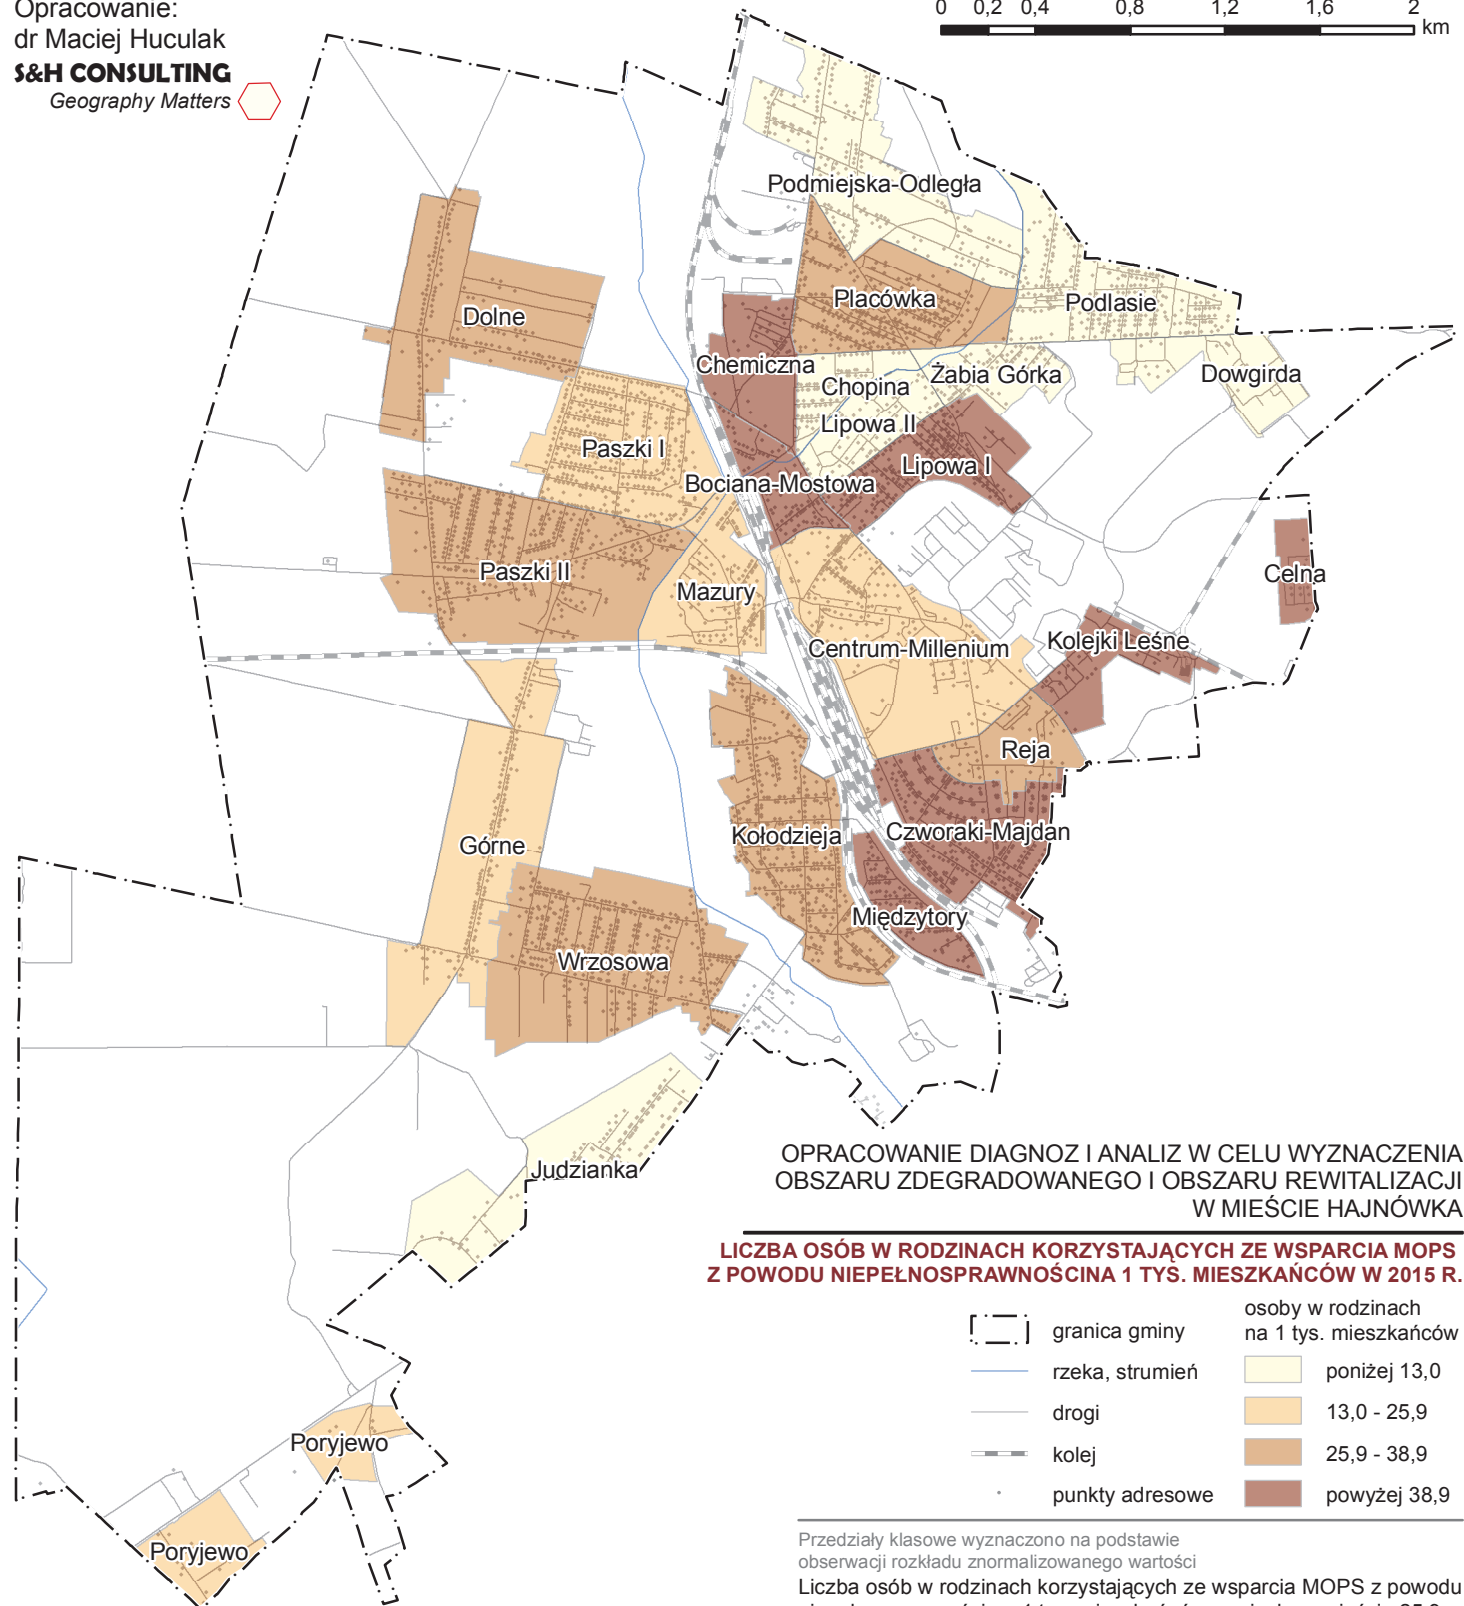 Opracowanie:
dr Maciej Huculak
S&H CONSULTING
Geography Matters
0 0,2 0,4 0,8 1,2 1,6 2
km
Podmiejska-Odległa
Placówka
Podlasie
Dolne
Chemiczna
Chopina
Żabia Górka
Dowgirda
Lipowa II
Paszki I
Lipowa I
Bociana-Mostowa
Paszki II
Celna
Mazury
Kolejki Leśne
Centrum-Millenium
Reja
Kołodzieja
Czworaki-Majdan
Górne
Międzytory
Wrzosowa
Judzianka
Poryjewo
Poryjewo
OPRACOWANIE DIAGNOZ I ANALIZ W CELU WYZNACZENIA
OBSZARU ZDEGRADOWANEGO I OBSZARU REWITALIZACJI
W MIEŚCIE HAJNÓWKA
LICZBA OSÓB W RODZINACH KORZYSTAJĄCYCH ZE WSPARCIA MOPS
Z POWODU NIEPEŁNOSPRAWNOŚCINA 1 TYS. MIESZKAŃCÓW W 2015 R.
granica gminy
rzeka, strumień
drogi
kolej
punkty adresowe
osoby w rodzinach
na 1 tys. mieszkańców
poniżej 13,0
13,0 - 25,9
25,9 - 38,9
powyżej 38,9
Przedziały klasowe wyznaczono na podstawie
obserwacji rozkładu znormalizowanego wartości
Liczba osób w rodzinach korzystających ze wsparcia MOPS z powodu